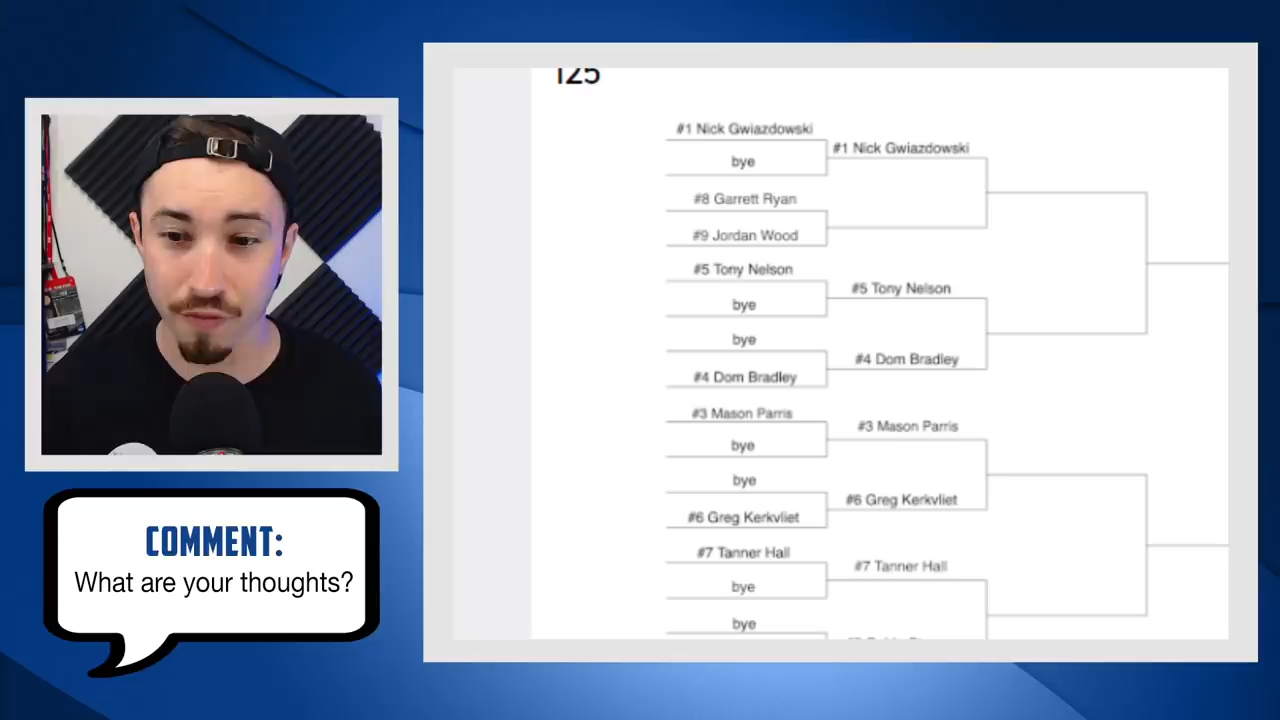 125
#1 Nick Gwiazdowski
#1 Nick Gwiazdowski
bye
#8 Garrett Ryan
#9 Jordan Wood
#5 Tony Nelson
#5 Tony Nelson
bye
bye
#4 Dom Bradley
#4 Dom Bradley
#3 Mason Parris
#3 Mason Parris
bye
bye
#6 Greg Kerkvliet
#6 Greg Kerkvliet
#7 Tanner Hall
#7 Tanner Hall
bye
bye
COMMENT:
What are your thoughts?